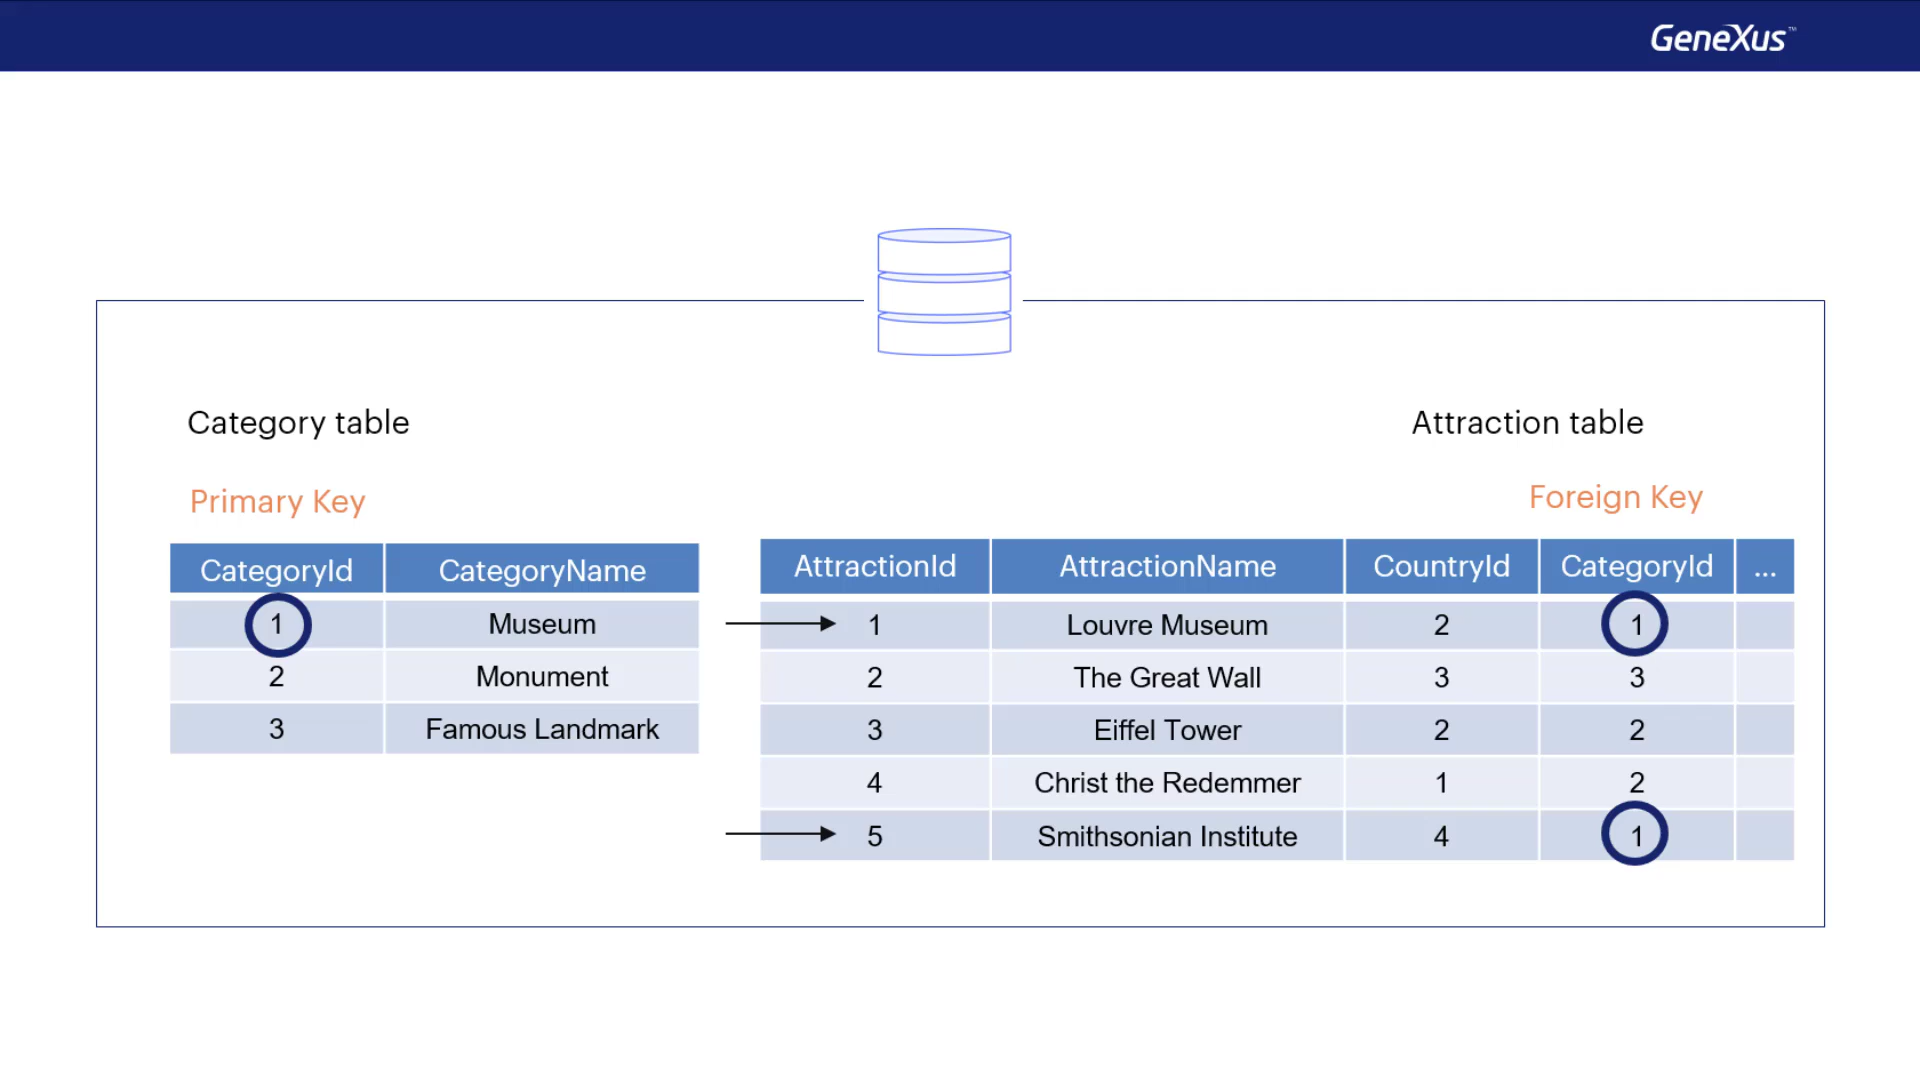 GeneXus™
Category table
Attraction table
Primary Key
Foreign Key
CategoryId CategoryName
1 Museum
2 Monument
3 Famous Landmark
AttractionId AttractionName CountryId CategoryId ...
1 Louvre Museum 2 1
2 The Great Wall 3 3
3 Eiffel Tower 2 2
4 Christ the Redemmer 1 2
5 Smithsonian Institute 4 1